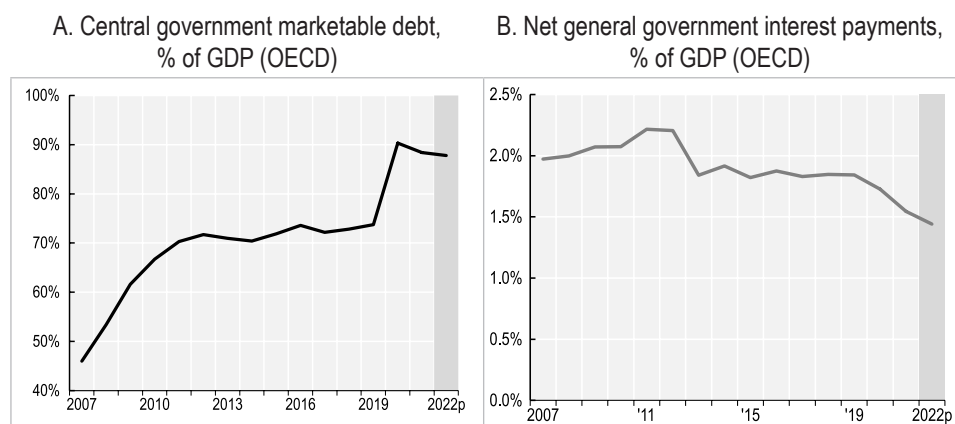 A. Central government marketable debt,
% of GDP (OECD)
100%
90%
80%
70%
60%
50%
40%
2007 2010 2013 2016 2019 2022p
B. Net general government interest payments,
% of GDP (OECD)
2.5%
2.0%
1.5%
1.0%
0.5%
0.0%
2007 '11 '15 '19 2022p